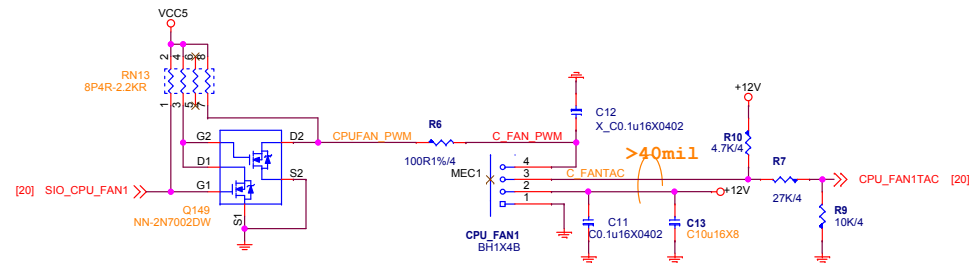 VCC5
2
4
6
8
RN13
8P4R-2.2KR
1
3
5
7
G2
D2
D1
S2
G1
S1
[20] SIO_CPU_FAN1
Q149
NN-2N7002DW
CPUFAN_PWM
R6
100R1%/4
C_FAN_PWM
C12
X_C0.1u16X0402
MEC1
4
3
2
1
CPU_FAN1
BH1X4B
>40mil
C_FANTAC
+12V
C11
C0.1u16X0402
C13
C10u16X8
+12V
R10
4.7K/4
R7
27K/4
CPU_FAN1TAC [20]
R9
10K/4